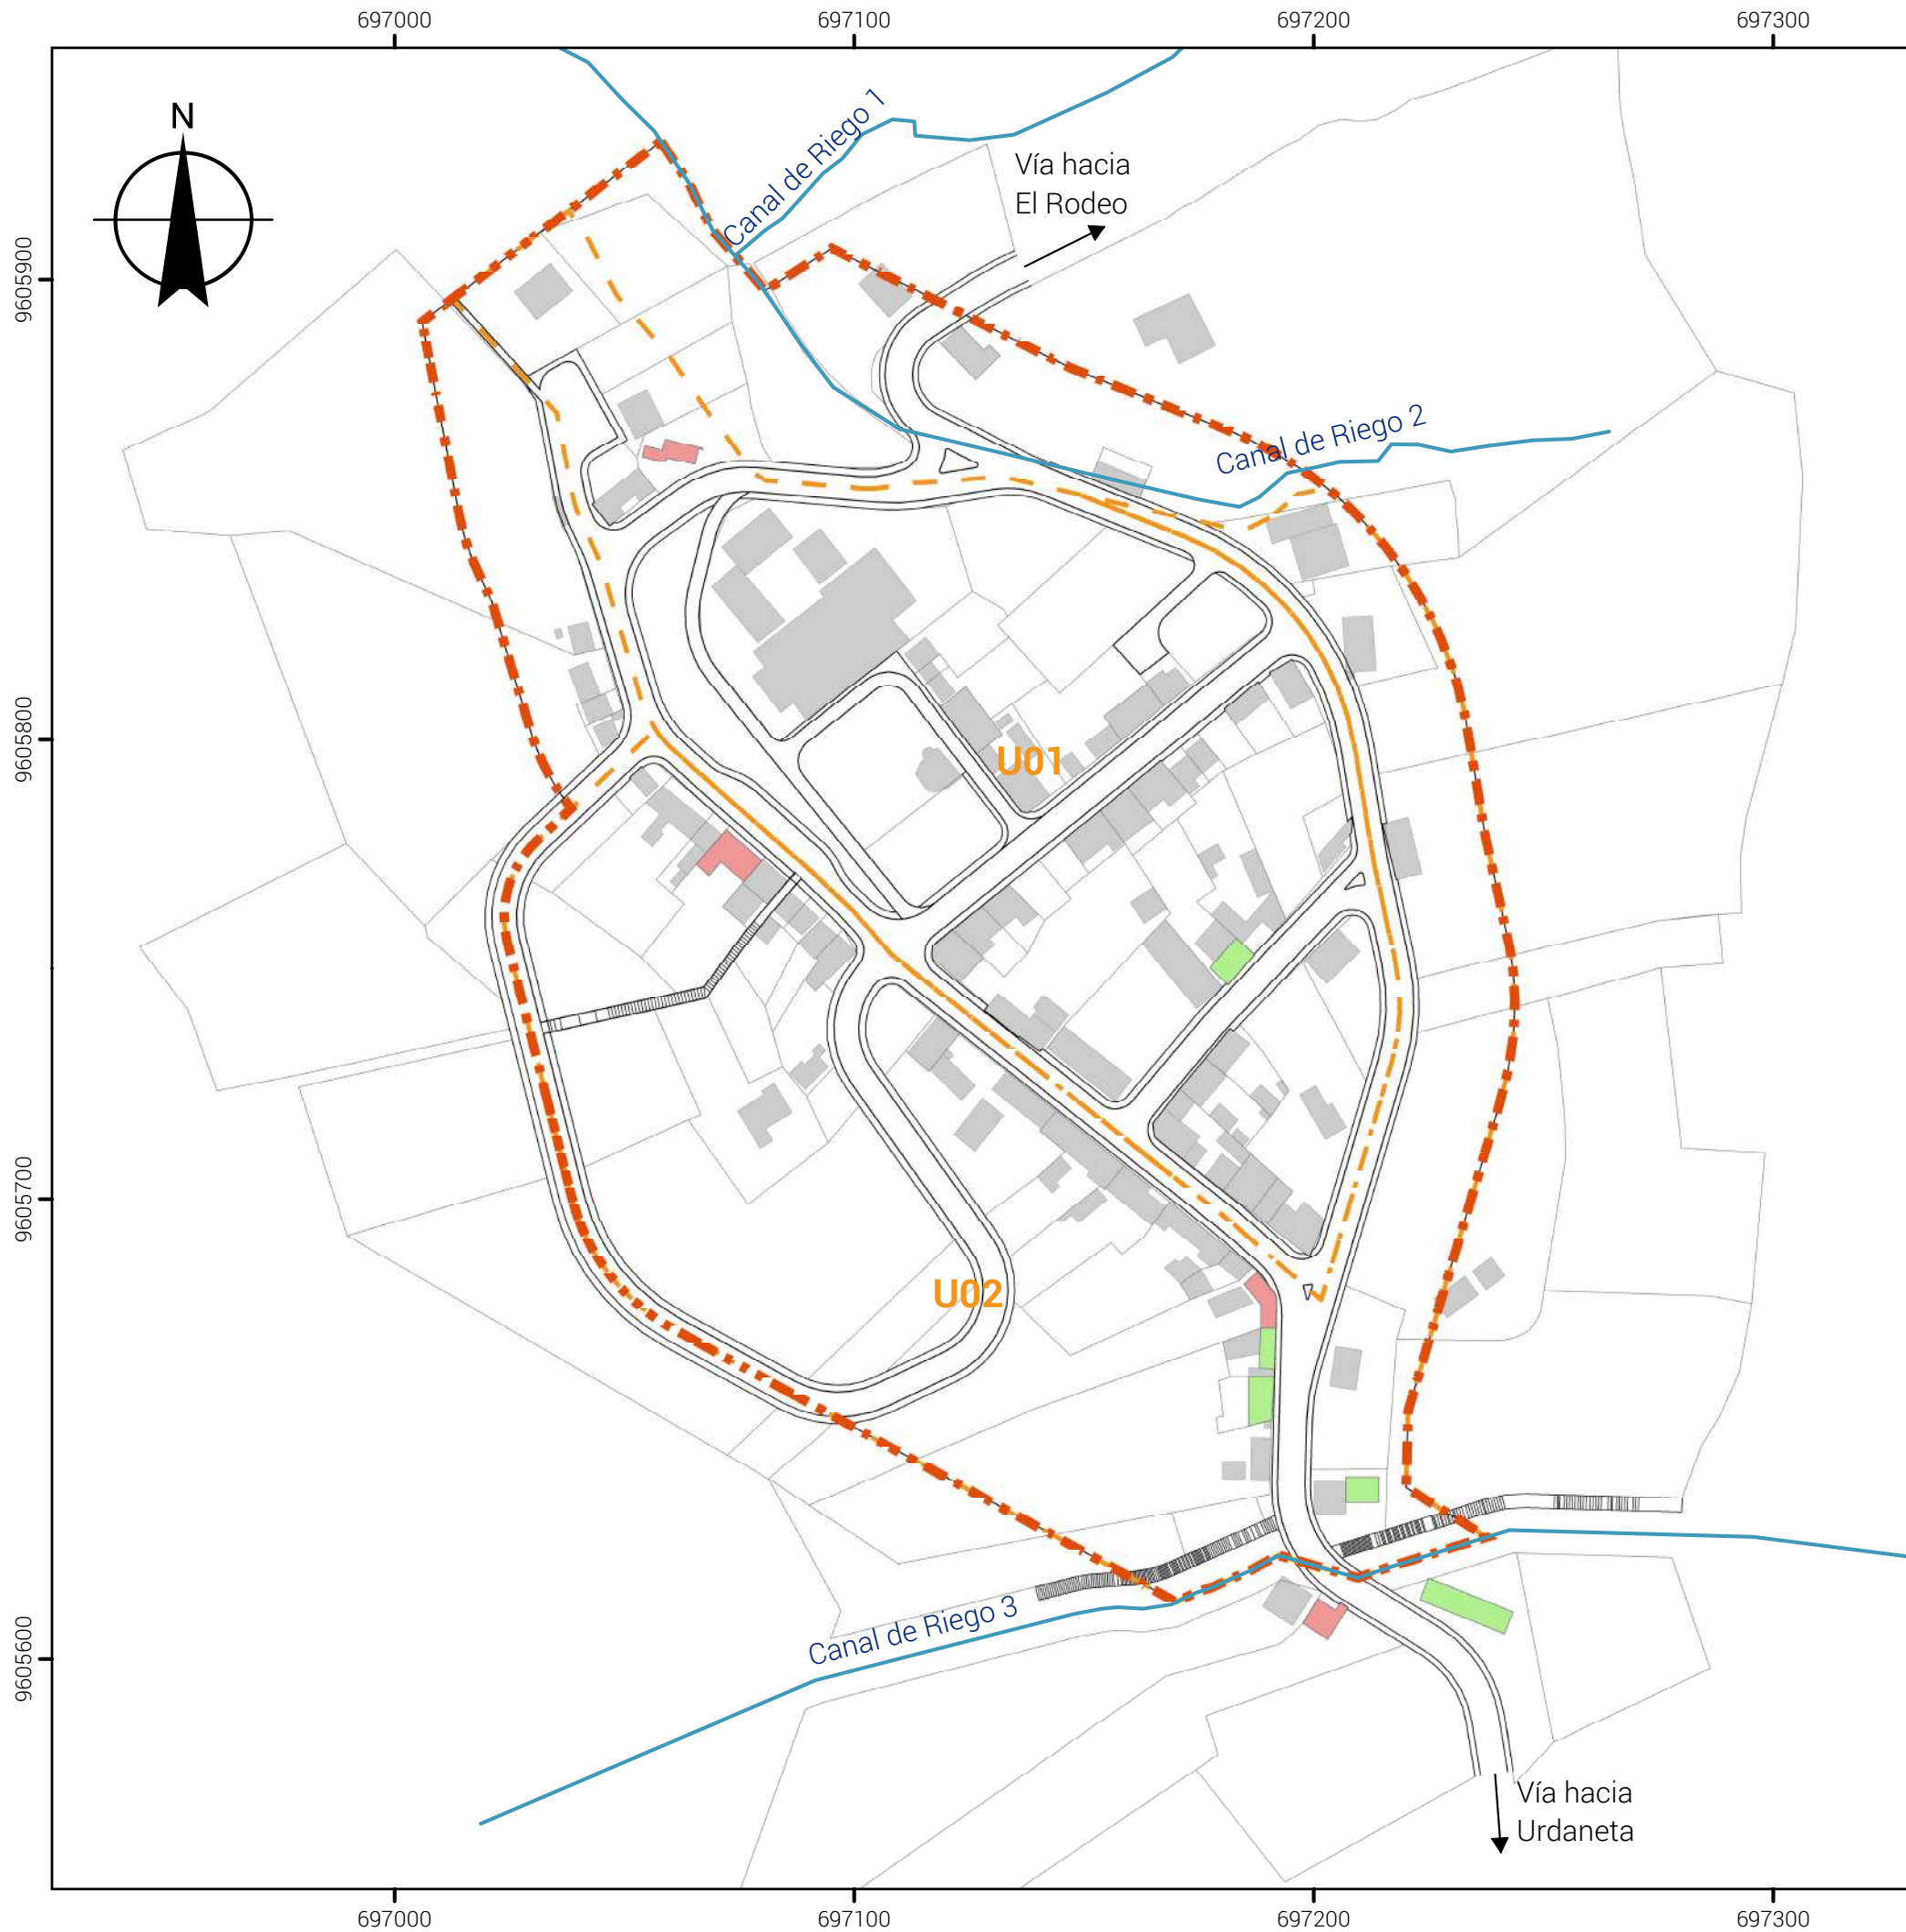 697000
697100
697200
697300
N
Canal de Riego 1
Vía hacia
El Rodeo
9605900
Canal de Riego 2
9605800
U01
9605700
U02
9605600
Canal de Riego 3
Vía hacia
Urdaneta
697000
697100
697200
697300